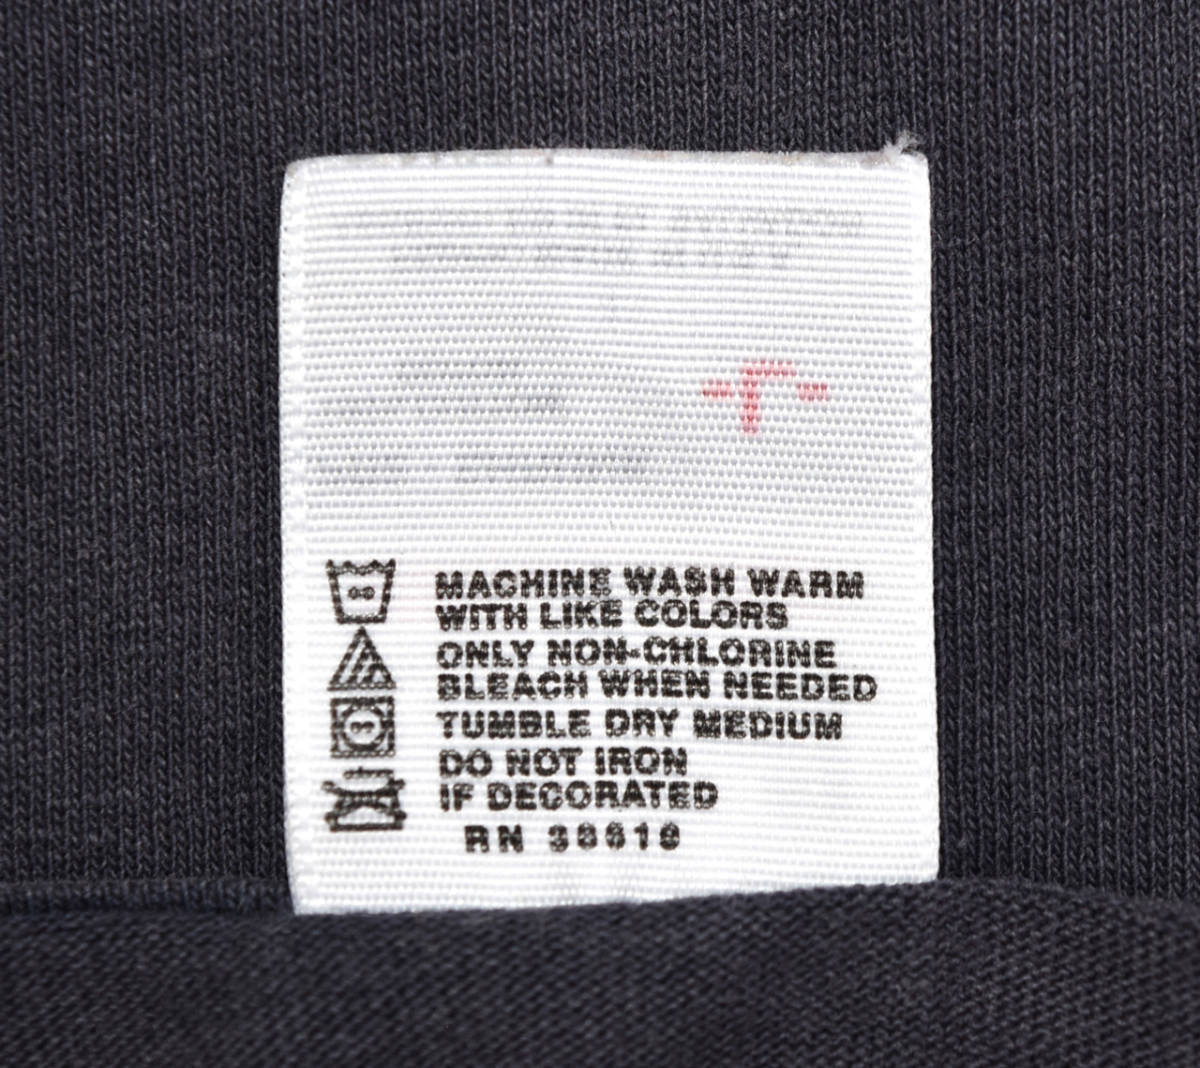 MACHINE WASH WARM
WITH LIKE COLORS
ONLY NON-CHLORINE
BLEACH WHEN NEEDED
TUMBLE DRY MEDIUM
DO NOT IRON
IF DECORATED
RN